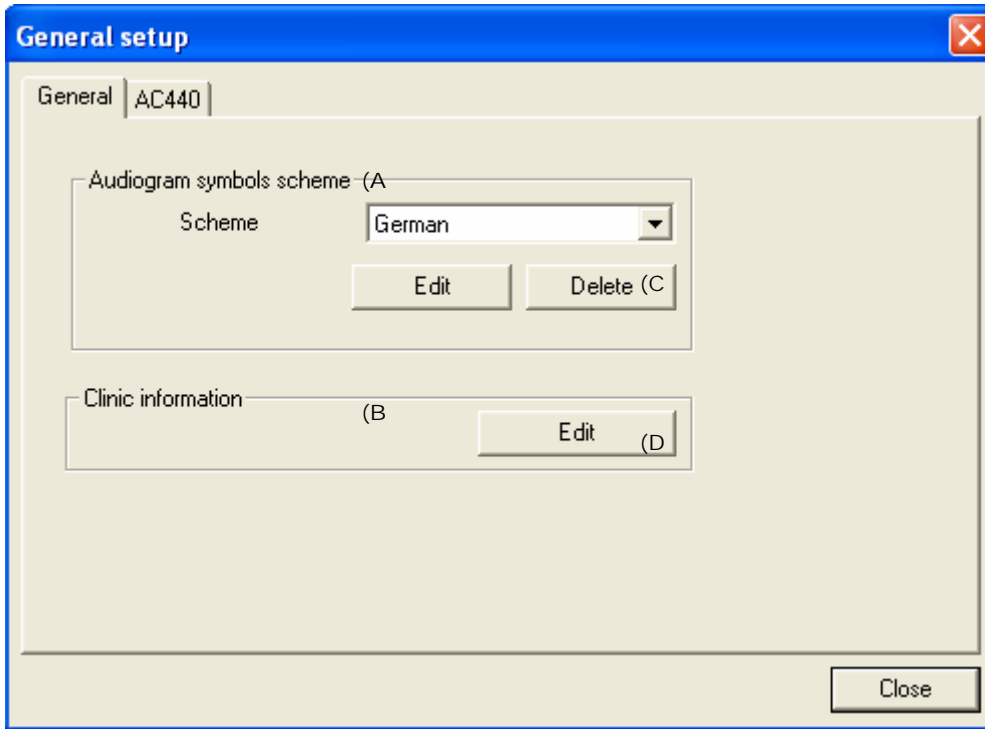 General setup
General AC440
Audiogram symbols scheme (A
Scheme German
Edit Delete (C
Clinic information
(B
Edit (D
Close